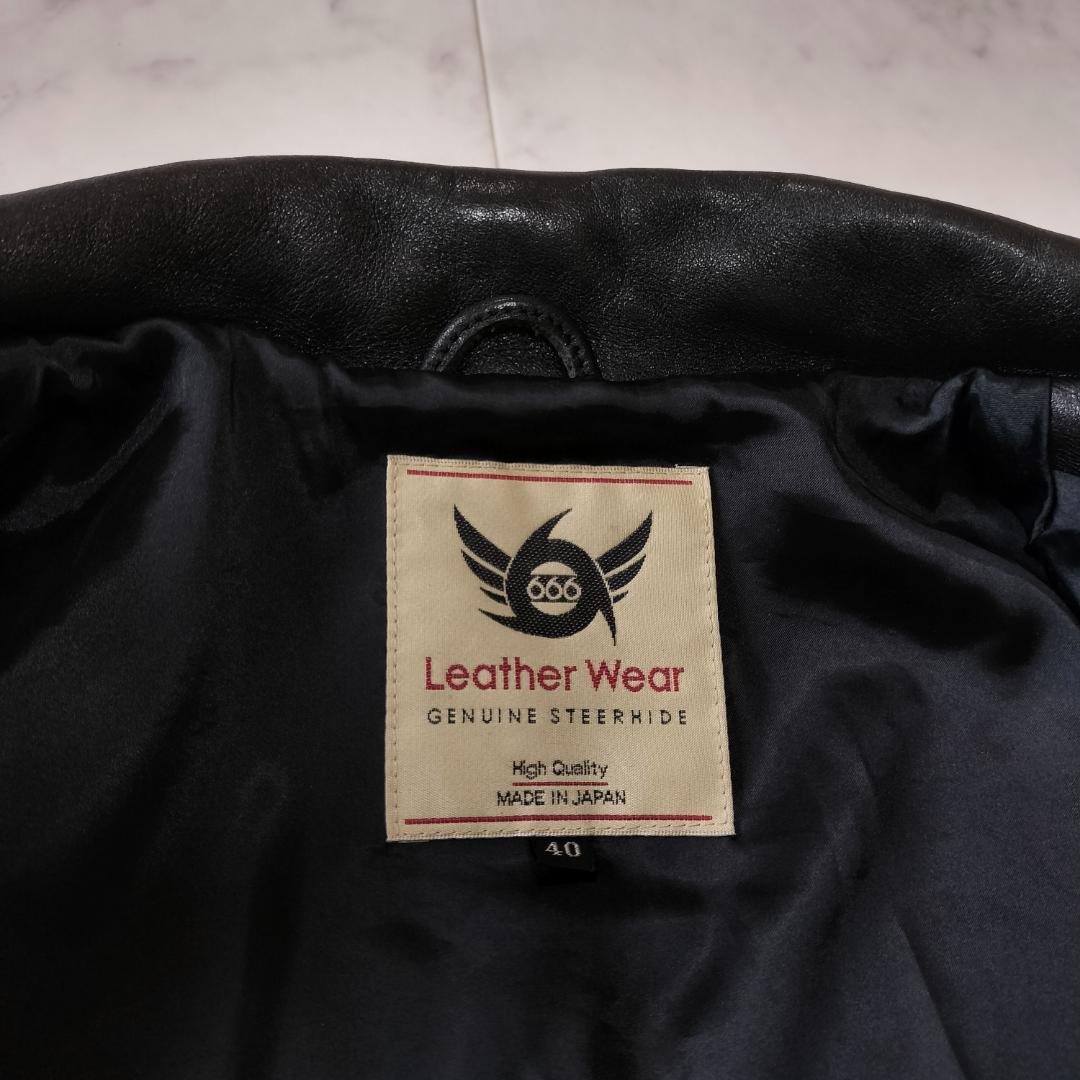 666
Leather Wear
GENUINE STEERHIDE
High Quality
MADE IN JAPAN
40